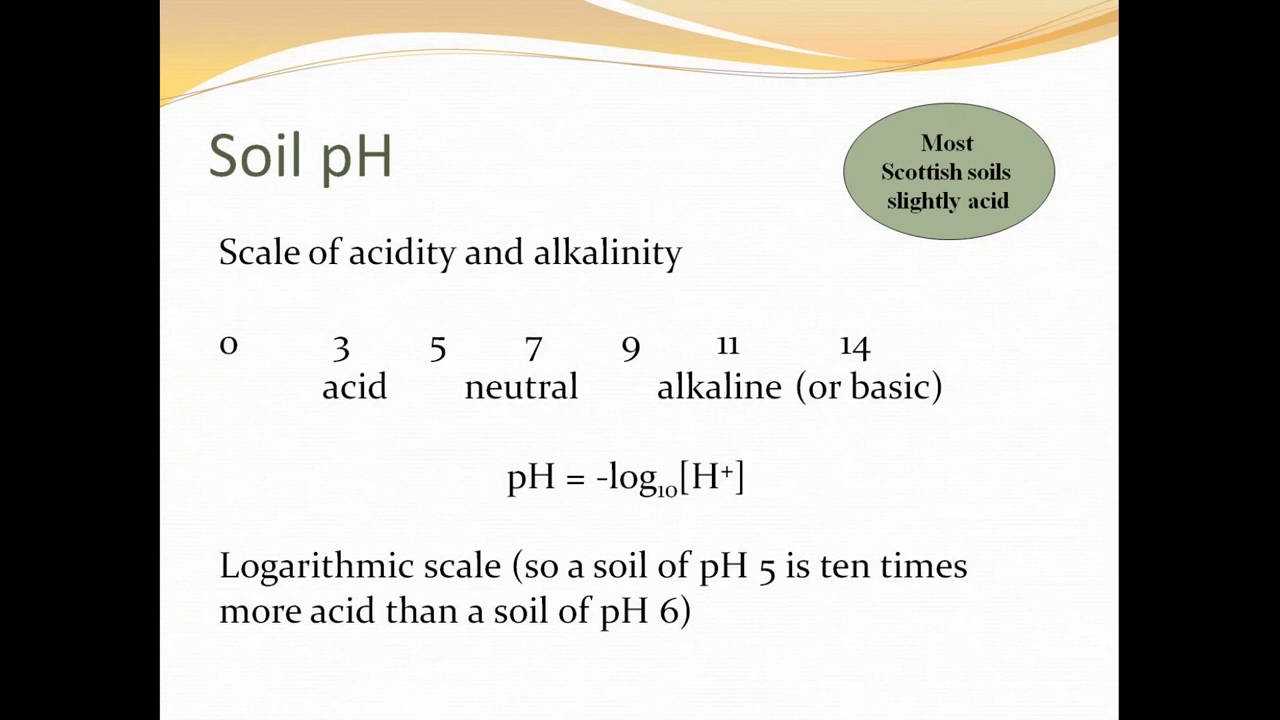 Soil pH
Most
Scottish soils
slightly acid
Scale of acidity and alkalinity
0 3 5 7 9 11 14
acid neutral alkaline (or basic)
pH = -log₁₀[H⁺]
Logarithmic scale (so a soil of pH 5 is ten times
more acid than a soil of pH 6)